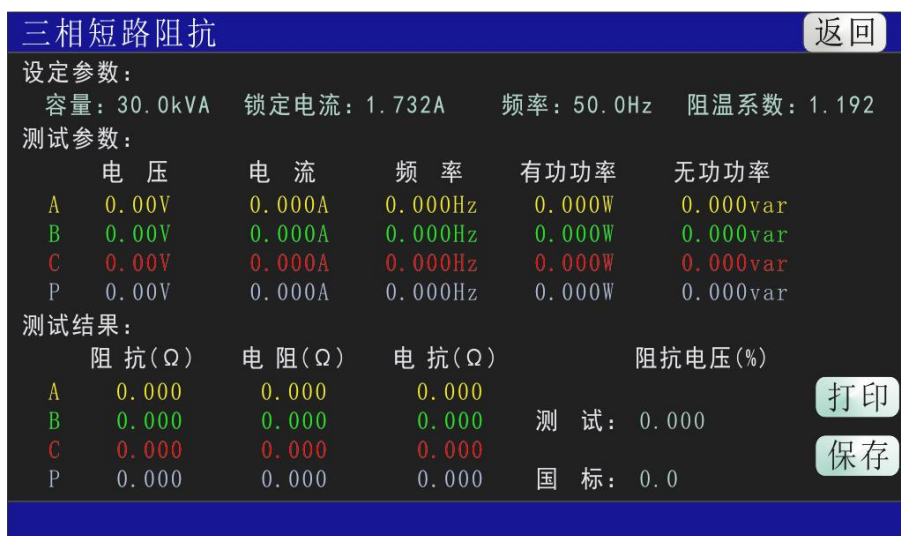 三相短路阻抗 返回
设定参数:
容量: 30.0kVA 锁定电流: 1.732A 频率: 50.0Hz 阻温系数: 1.192
测试参数:
电 压 电 流 频 率 有功功率 无功功率
A 0.00V 0.000A 0.000Hz 0.000W 0.000var
B 0.00V 0.000A 0.000Hz 0.000W 0.000var
C 0.00V 0.000A 0.000Hz 0.000W 0.000var
P 0.00V 0.000A 0.000Hz 0.000W 0.000var
测试结果:
阻 抗(Ω) 电 阻(Ω) 电 抗(Ω) 阻抗电压(%)
A 0.000 0.000 0.000 打印
B 0.000 0.000 0.000 测 试: 0.000
C 0.000 0.000 0.000 保存
P 0.000 0.000 0.000 国 标: 0.0